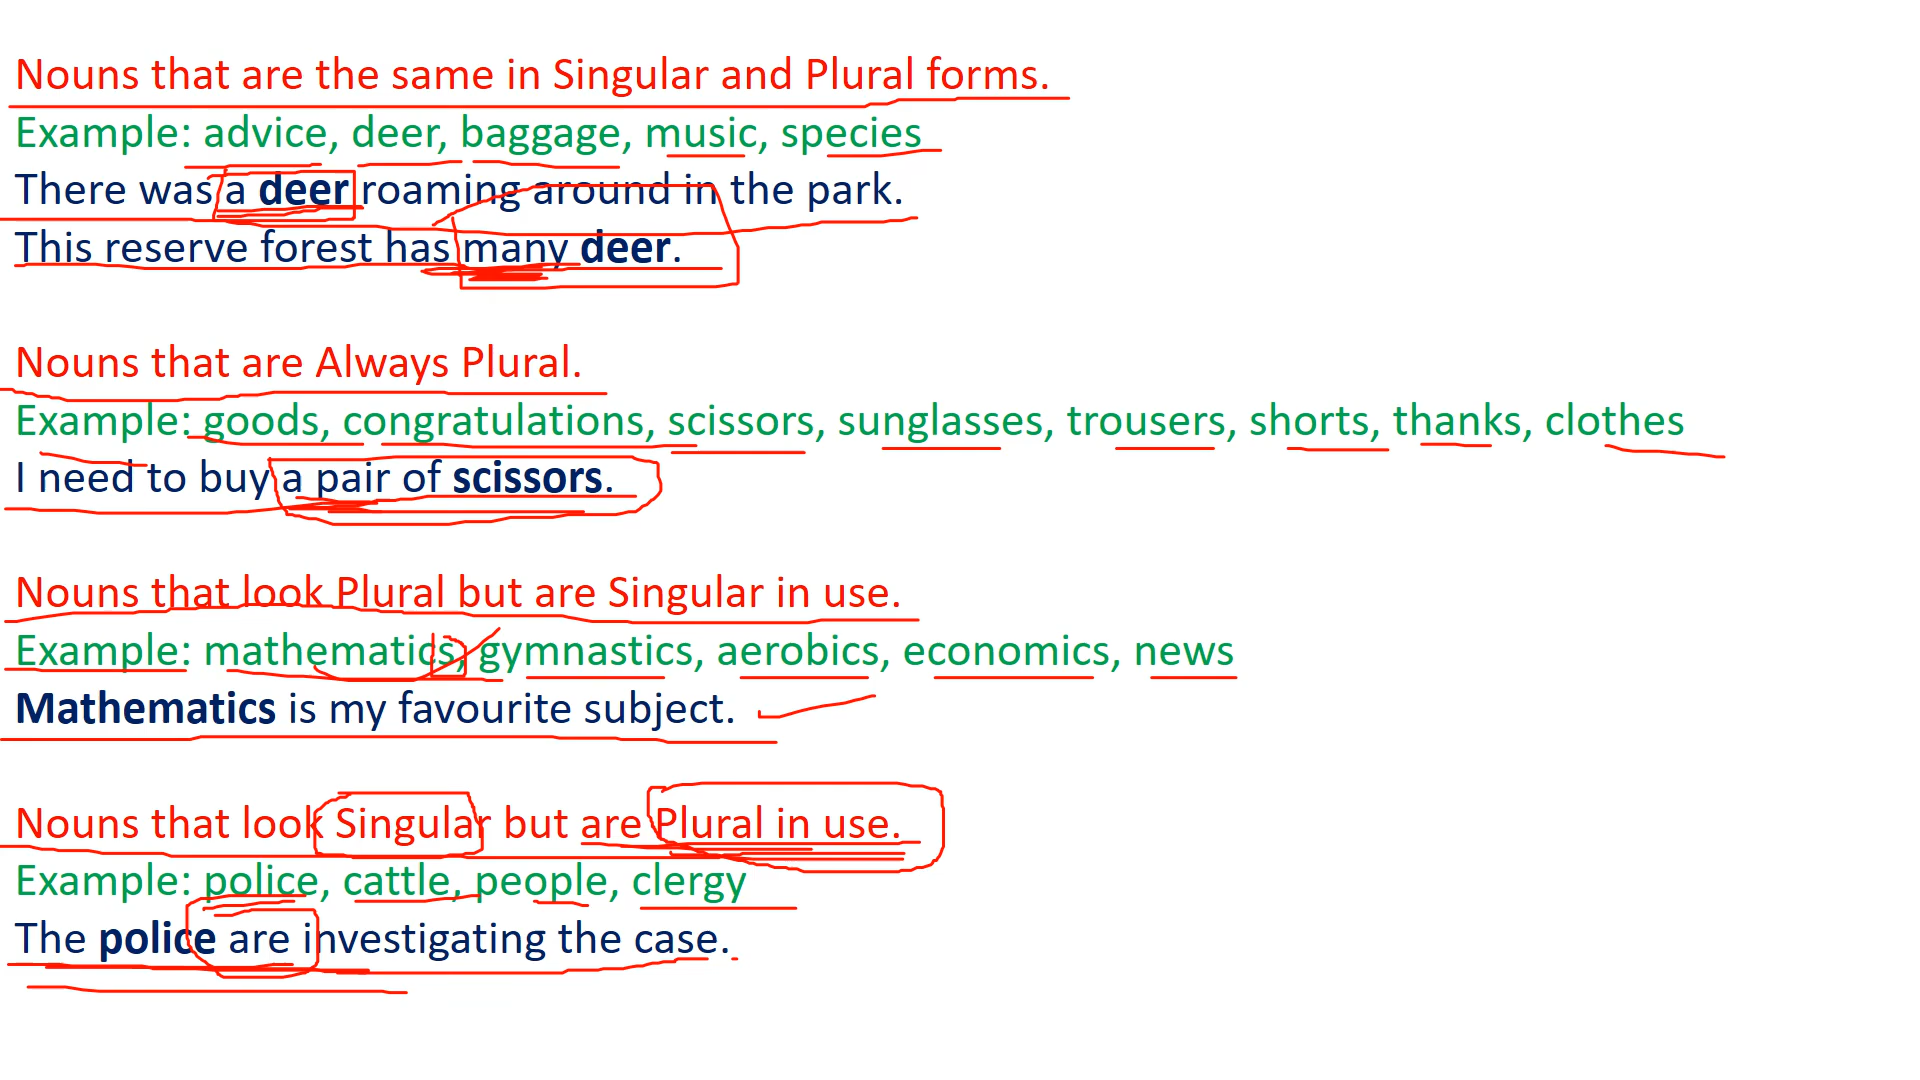 Nouns that are the same in Singular and Plural forms.
Example: advice, deer, baggage, music, species
There was a deer roaming around in the park.
This reserve forest has many deer.
Nouns that are Always Plural.
Example: goods, congratulations, scissors, sunglasses, trousers, shorts, thanks, clothes
I need to buy a pair of scissors.
Nouns that look Plural but are Singular in use.
Example: mathematics, gymnastics, aerobics, economics, news
Mathematics is my favourite subject.
Nouns that look Singular but are Plural in use.
Example: police, cattle, people, clergy
The police are investigating the case.